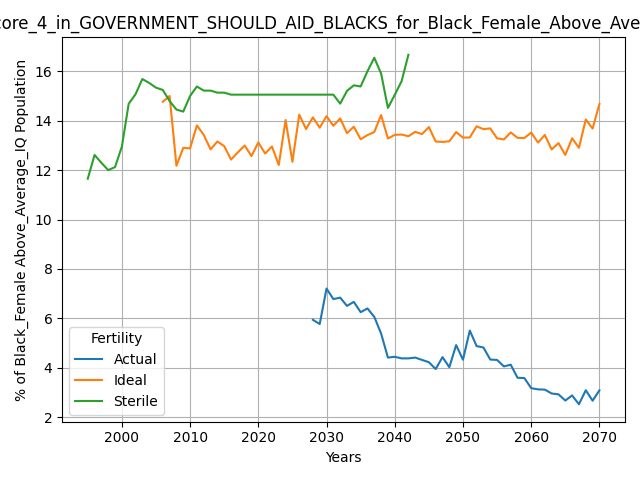 core_4_in_GOVERNMENT_SHOULD_AID_BLACKS_for_Black_Female_Above_Ave
% of Black_Female Above_Average_IQ Population
16
14
12
10
8
6
4
2
Fertility
Actual
Ideal
Sterile
2000 2010 2020 2030 2040 2050 2060 2070
Years